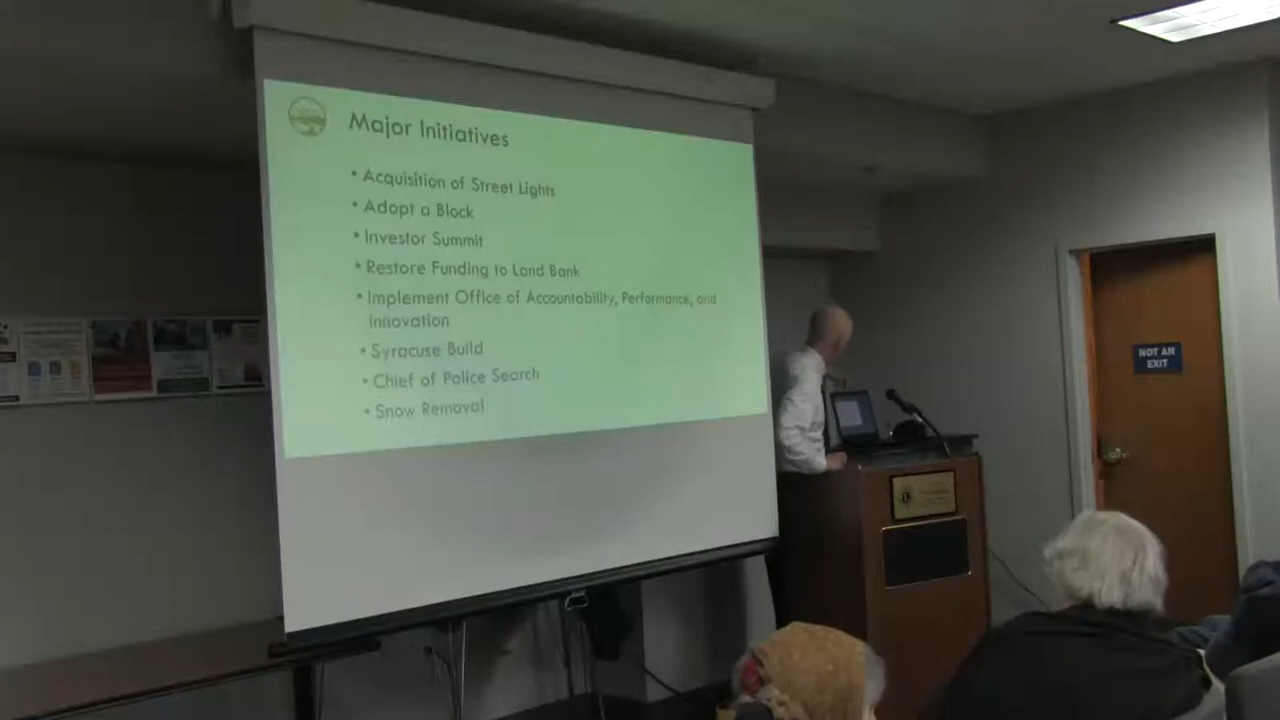 Major Initiatives
• Acquisition of Street Lights
• Adopt a Block
• Investor Summit
• Restore Funding to Land Bank
• Implement Office of Accountability, Performance, and
Innovation
• Syracuse Build
• Chief of Police Search
• Snow Removal
NOT AN
EXIT